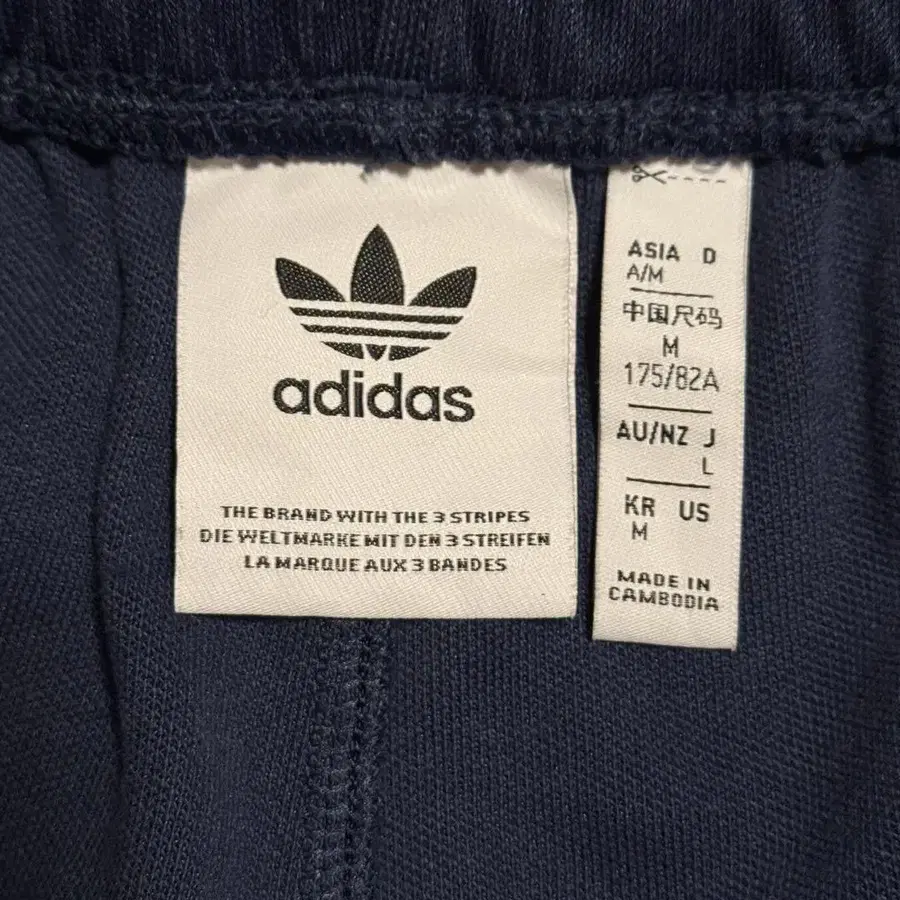 adidas
THE BRAND WITH THE 3 STRIPES
DIE WELTMARKE MIT DEN 3 STREIFEN
LA MARQUE AUX 3 BANDES
ASIA D
A/M
中国尺码
M
175/82A
AU/NZ J
L
KR US
M
MADE IN
CAMBODIA